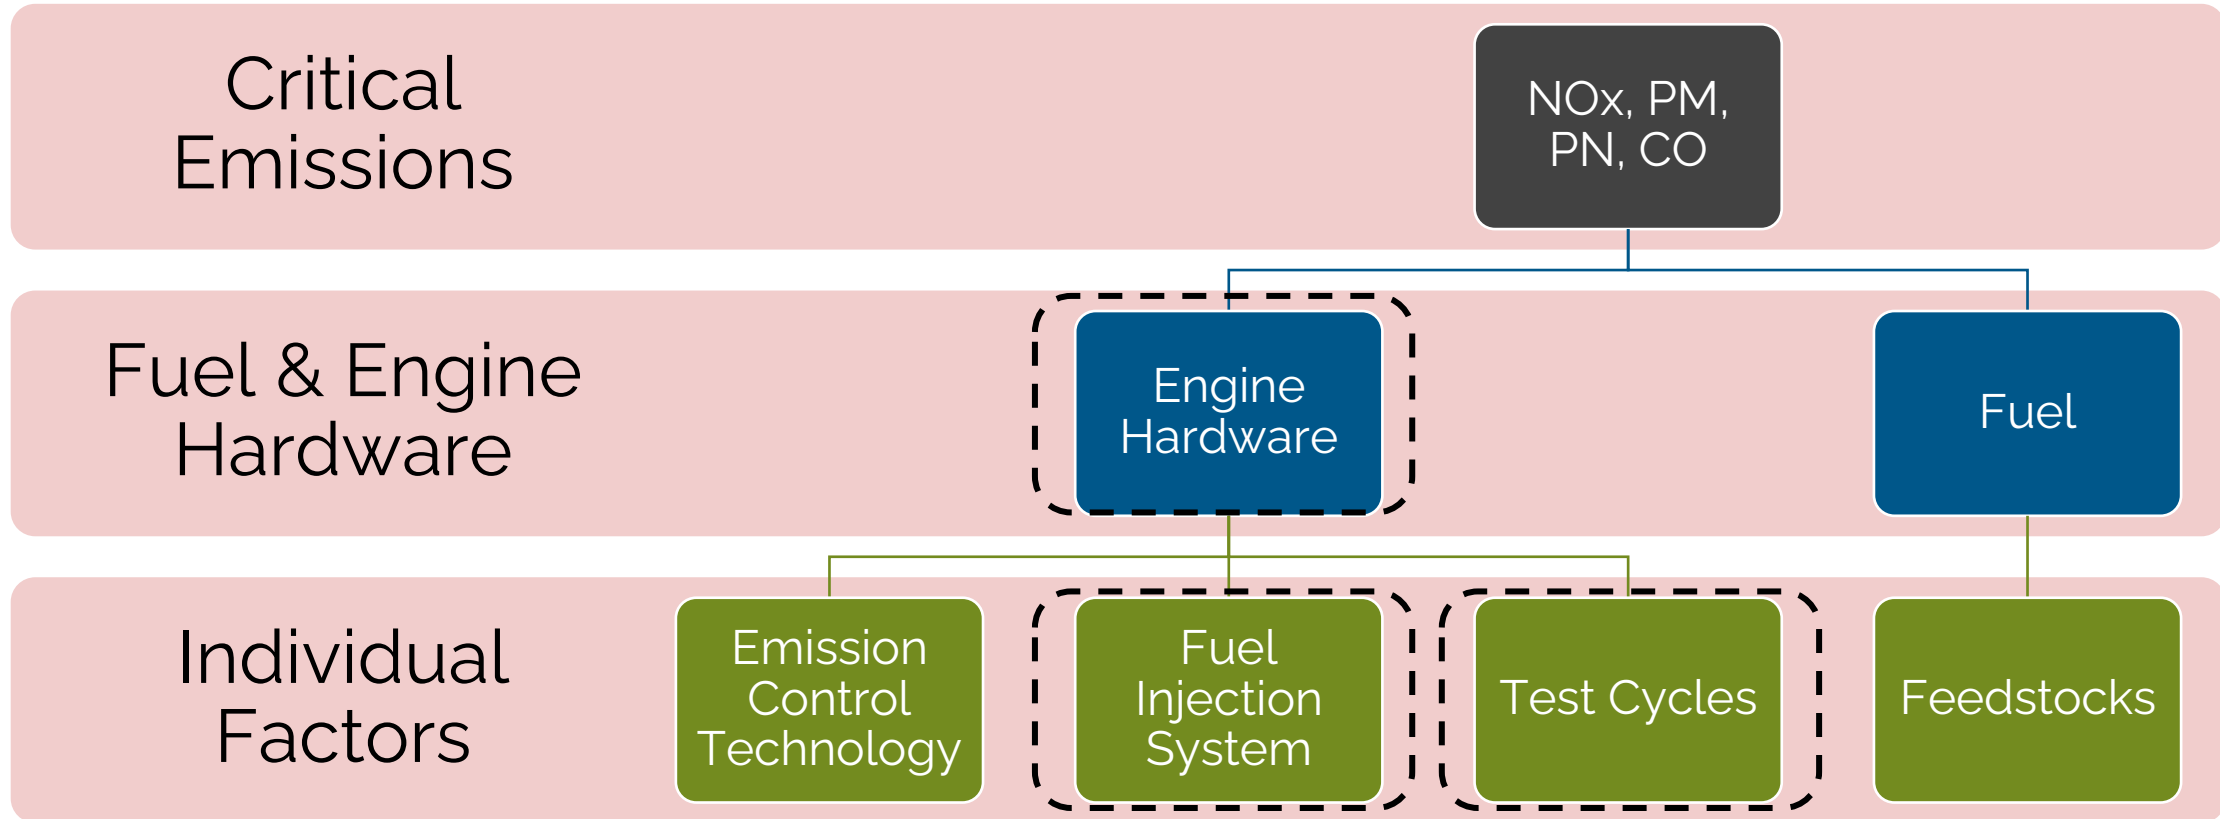 Critical
Emissions
NOx, PM,
PN, CO
Fuel & Engine
Hardware
Engine
Hardware
Fuel
Individual
Factors
Emission
Control
Technology
Fuel
Injection
System
Test Cycles
Feedstocks